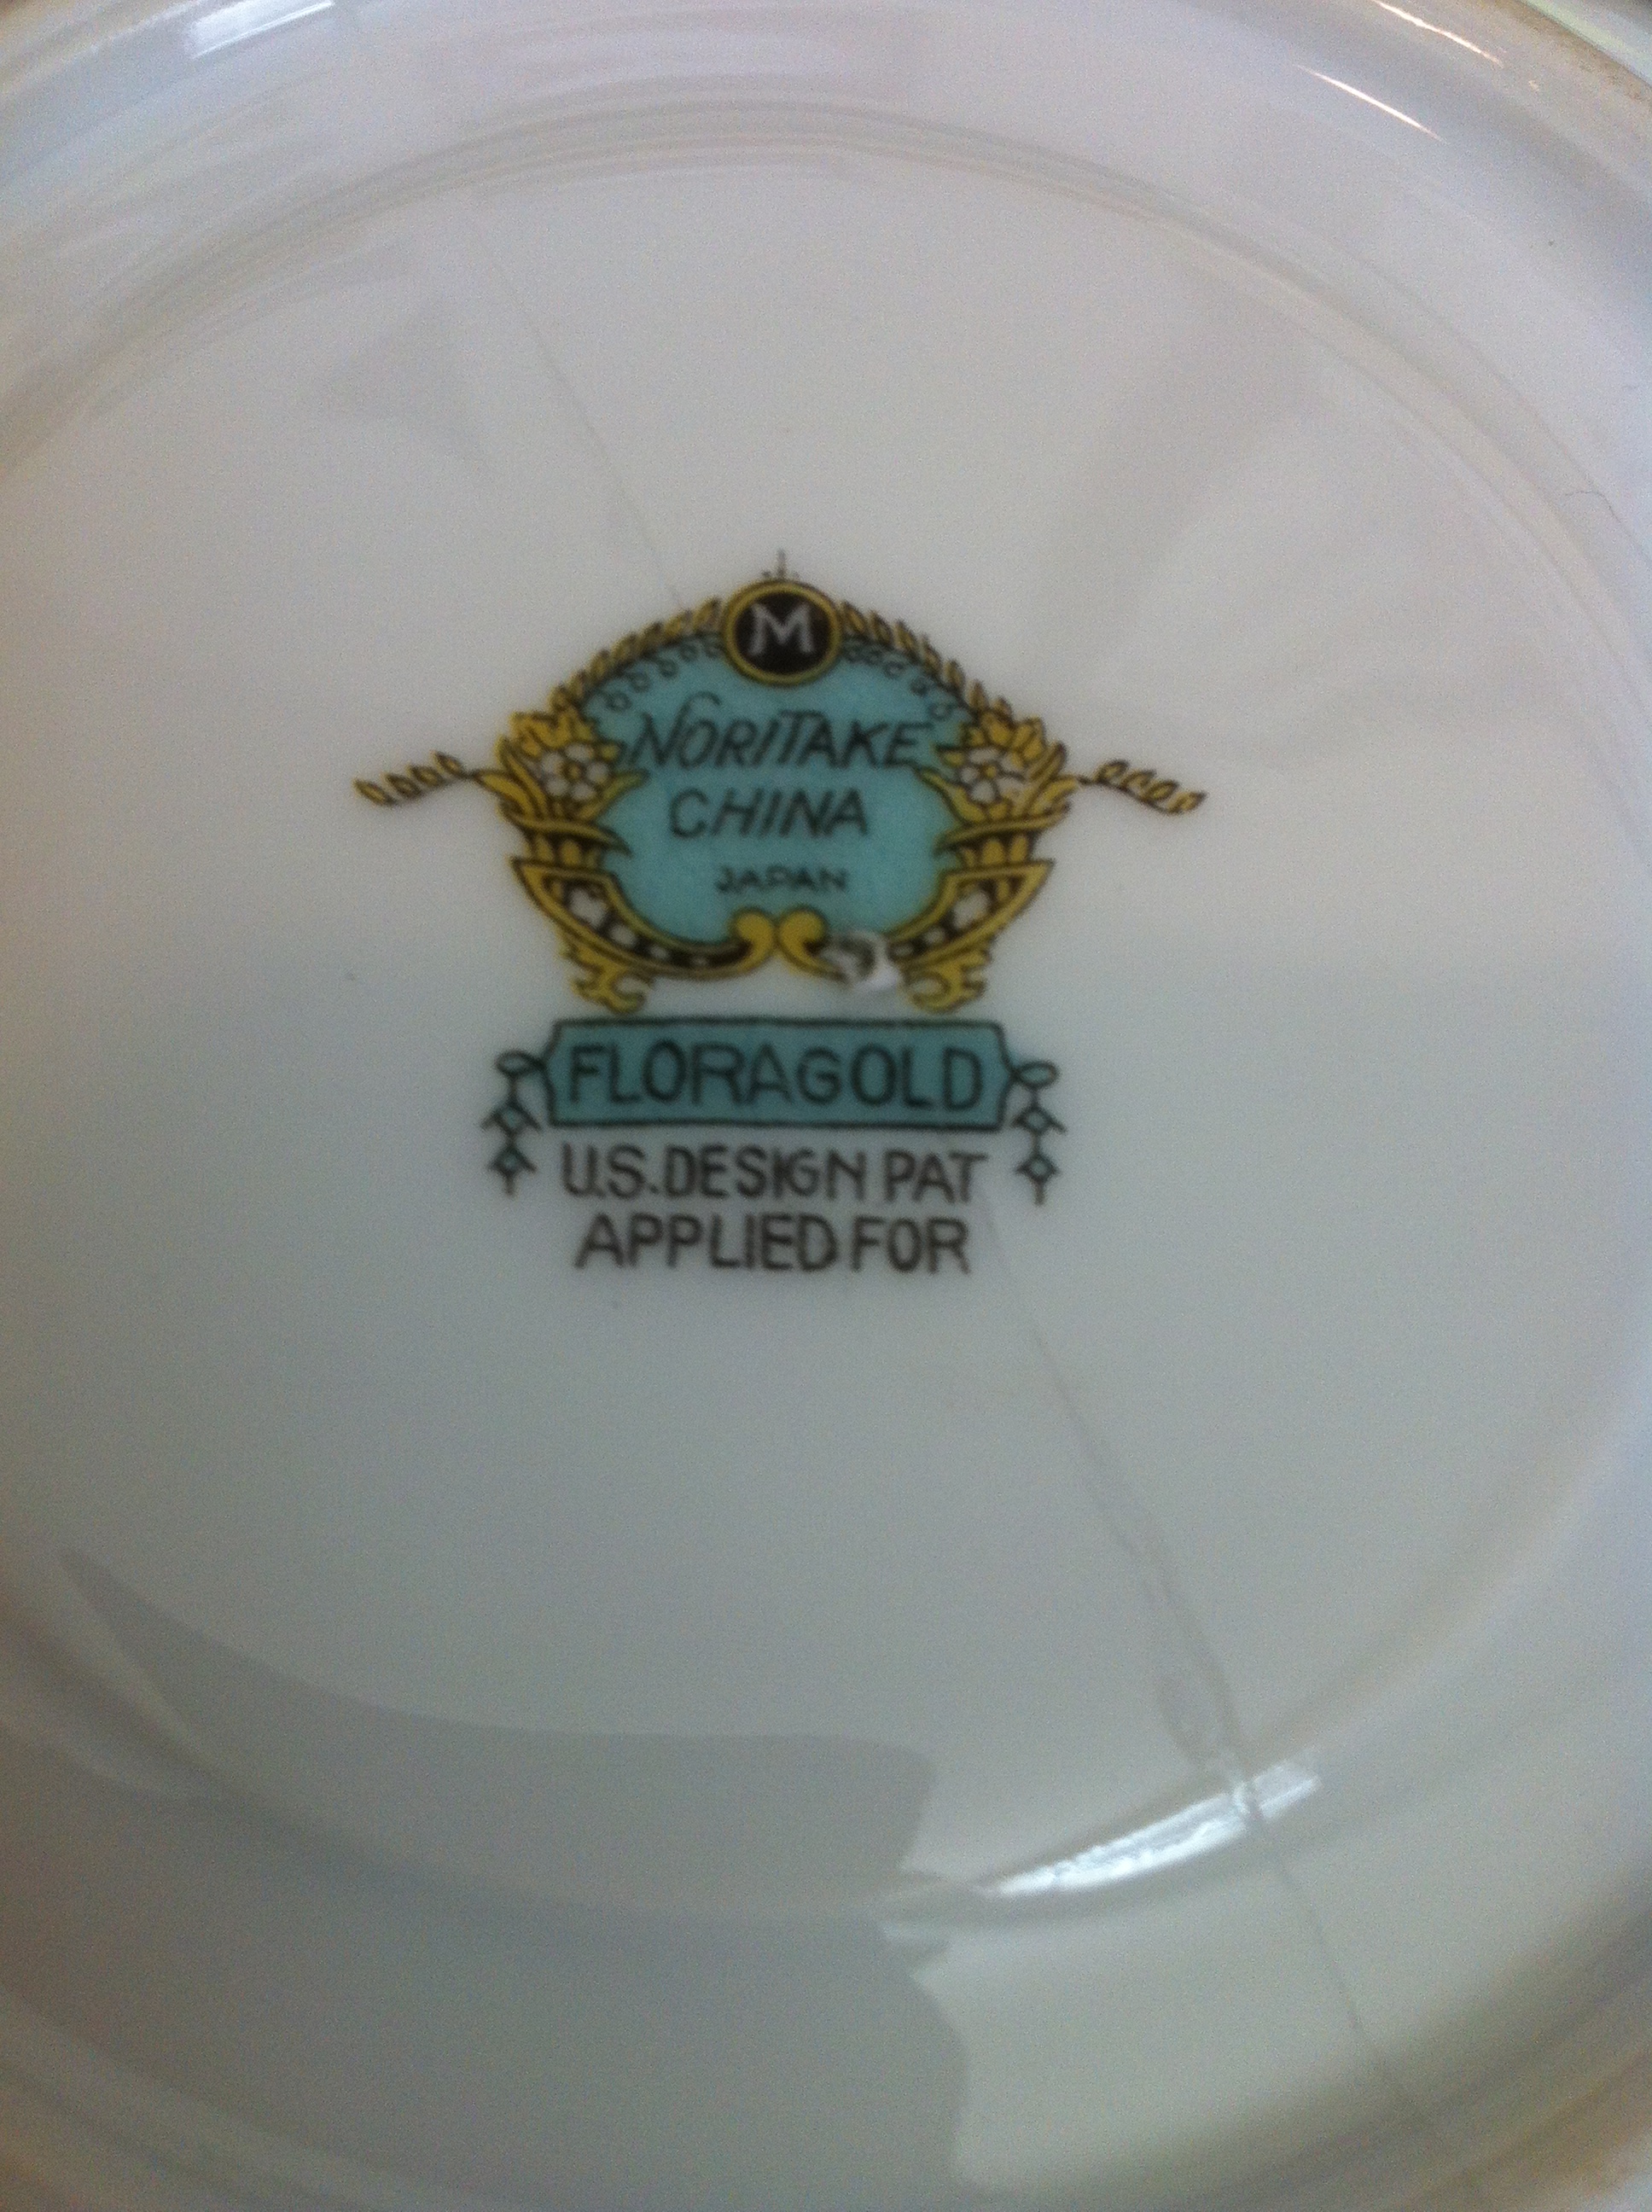 M
NORITAKE
CHINA
JAPAN
FLORAGOLD
U.S. DESIGN PAT
APPLIED FOR